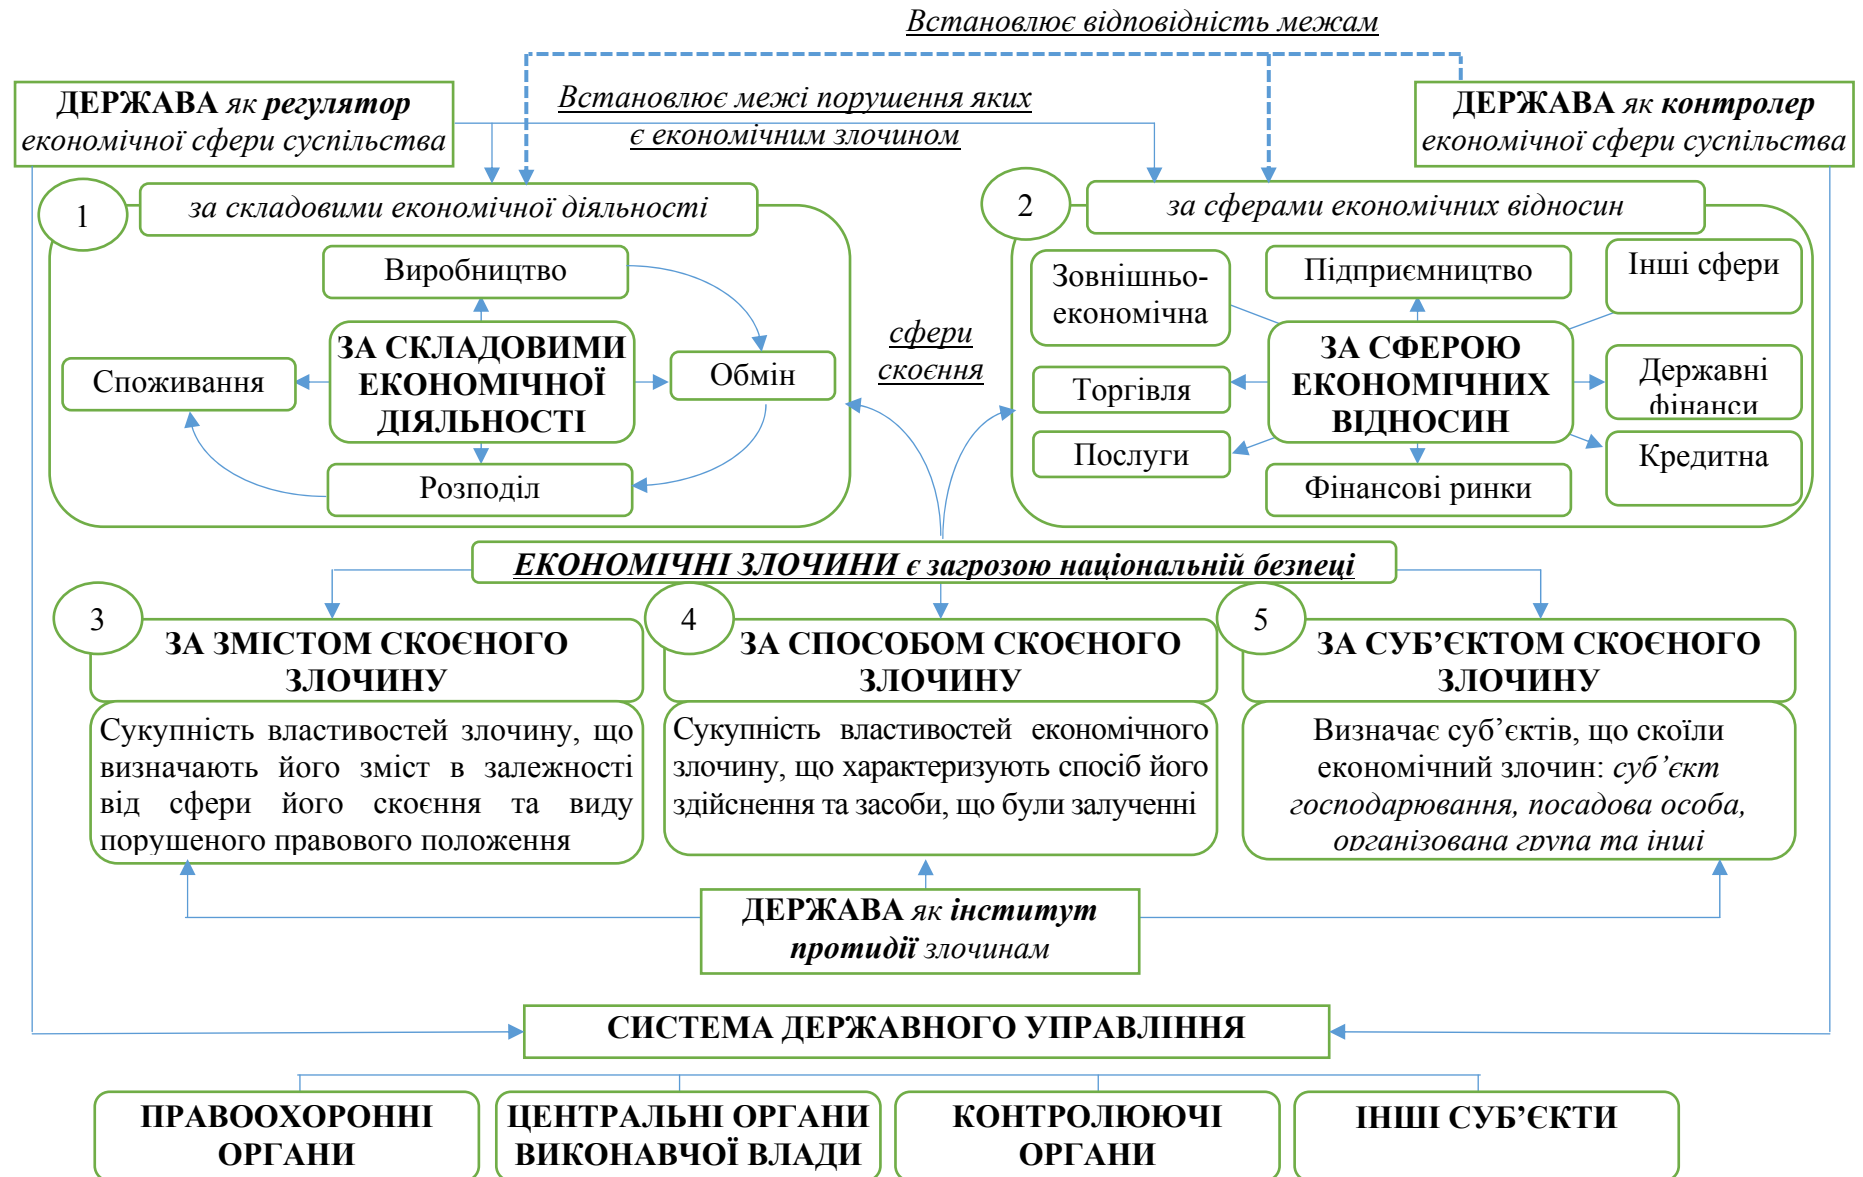 Встановлює відповідність межам
ДЕРЖАВА як регулятор
економічної сфери суспільства
Встановлює межі порушення яких
є економічним злочином
ДЕРЖАВА як контролер
економічної сфери суспільства
1
за складовими економічної діяльності
Виробництво
ЗА СКЛАДОВИМИ
ЕКОНОМІЧНОЇ
ДІЯЛЬНОСТІ
Споживання
Обмін
Розподіл
сфери
скоєння
2
за сферами економічних відносин
Зовнішньо-
економічна
Підприємництво
Інші сфери
Торгівля
ЗА СФЕРОЮ
ЕКОНОМІЧНИХ
ВІДНОСИН
Державні
фінанси
Послуги
Фінансові ринки
Кредитна
ЕКОНОМІЧНІ ЗЛОЧИНИ є загрозою національній безпеці
3
ЗА ЗМІСТОМ СКОЄНОГО
ЗЛОЧИНУ
Сукупність властивостей злочину, що
визначають його зміст в залежності
від сфери його скоєння та виду
порушеного правового положення
4
ЗА СПОСОБОМ СКОЄНОГО
ЗЛОЧИНУ
Сукупність властивостей економічного
злочину, що характеризують спосіб його
здійснення та засоби, що були залученні
5
ЗА СУБ’ЄКТОМ СКОЄНОГО
ЗЛОЧИНУ
Визначає суб’єктів, що скоїли
економічний злочин: суб’єкт
господарювання, посадова особа,
організована група та інші
ДЕРЖАВА як інститут
протидії злочинам
СИСТЕМА ДЕРЖАВНОГО УПРАВЛІННЯ
ПРАВООХОРОННІ
ОРГАНИ
ЦЕНТРАЛЬНІ ОРГАНИ
ВИКОНАВЧОЇ ВЛАДИ
КОНТРОЛЮЮЧІ
ОРГАНИ
ІНШІ СУБ’ЄКТИ